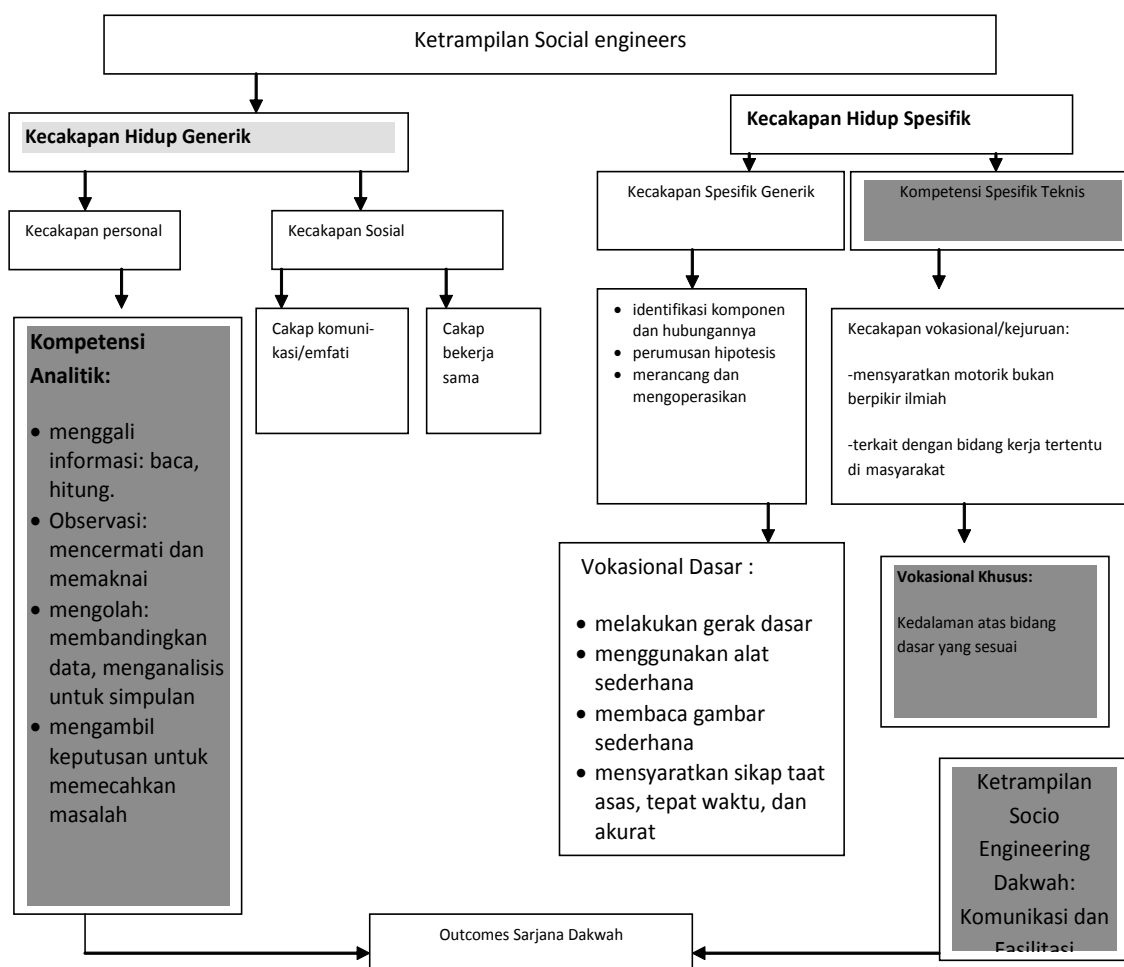 Ketrampilan Social engineers
Kecakapan Hidup Generik
Kecakapan Hidup Spesifik
Kecakapan Spesifik Generik
Kompetensi Spesifik Teknis
Kecakapan personal
Kecakapan Sosial
Kompetensi
Analitik:
• menggali
informasi: baca,
hitung.
• Observasi:
mencermati dan
memaknai
• mengolah:
membandingkan
data, menganalisis
untuk simpulan
• mengambil
keputusan untuk
memecahkan
masalah
Cakap komuni-
kasi/emfati
Cakap
bekerja
sama
• identifikasi komponen
dan hubungannya
• perumusan hipotesis
• merancang dan
mengoperasikan
Kecakapan vokasional/kejuruan:
-mensyaratkan motorik bukan
berpikir ilmiah
-terkait dengan bidang kerja tertentu
di masyarakat
Vokasional Dasar :
• melakukan gerak dasar
• menggunakan alat
sederhana
• membaca gambar
sederhana
• mensyaratkan sikap taat
asas, tepat waktu, dan
akurat
Vokasional Khusus:
Kedalaman atas bidang
dasar yang sesuai
Ketrampilan
Socio
Engineering
Dakwah:
Komunikasi dan
Fasilitasi
Outcomes Sarjana Dakwah